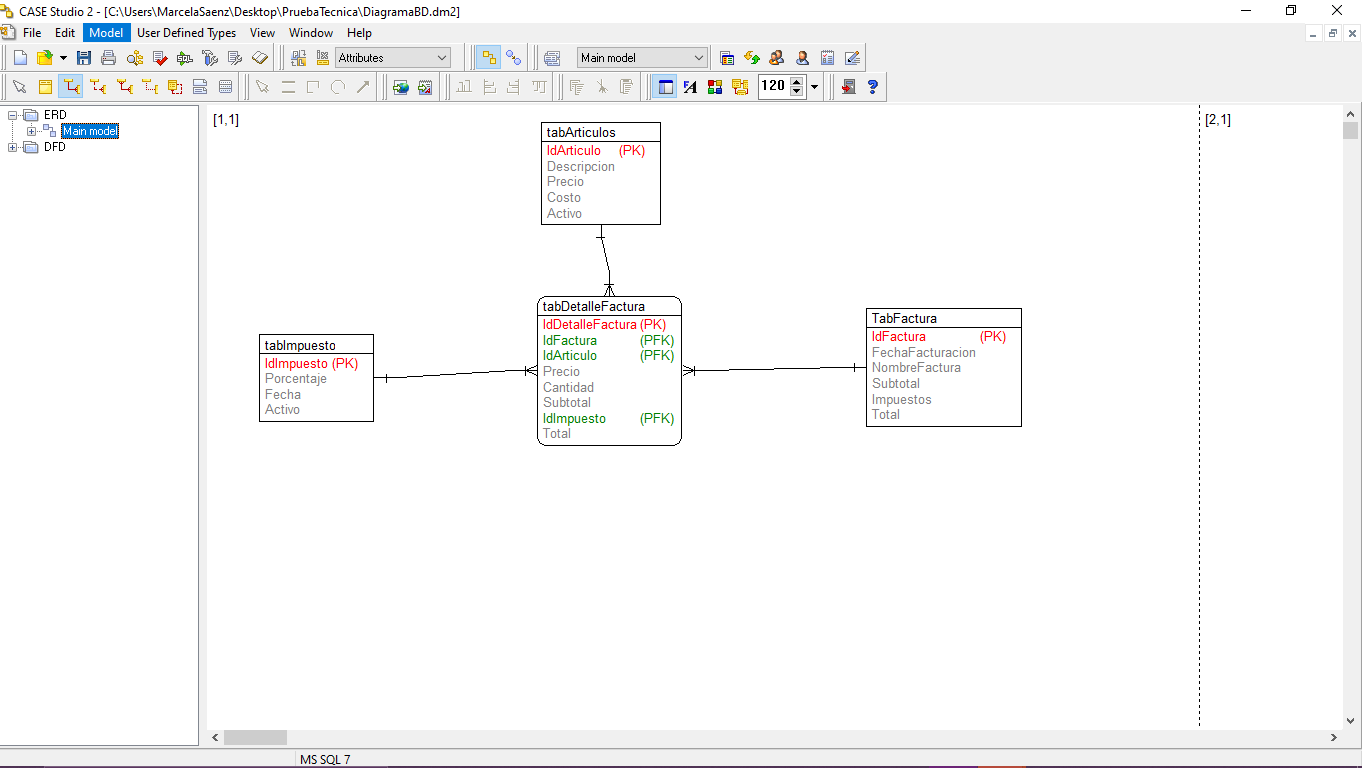 CASE Studio 2 - [C:\Users\MarcelaSaenz\Desktop\PruebaTecnica\DiagramaBD.dm2]
File Edit Model User Defined Types View Window Help
Attributes Main model
120
ERD
Main model
DFD
[1,1]
[2,1]
tabArticulos
IdArticulo (PK)
Descripcion
Precio
Costo
Activo
tabDetalleFactura
IdDetalleFactura (PK)
IdFactura (PFK)
IdArticulo (PFK)
Precio
Cantidad
Subtotal
IdImpuesto (PFK)
Total
tabImpuesto
IdImpuesto (PK)
Porcentaje
Fecha
Activo
TabFactura
IdFactura (PK)
FechaFacturacion
NombreFactura
Subtotal
Impuestos
Total
MS SQL 7